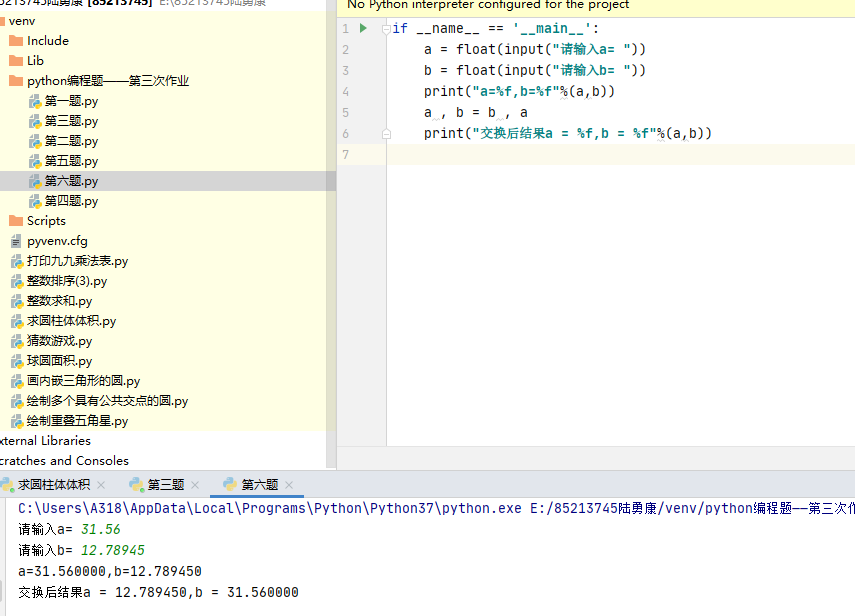 85213745陆勇康 [85213745] E:\85213745陆勇康
No Python interpreter configured for the project
venv
Include
Lib
python编程题——第三次作业
第一题.py
第三题.py
第二题.py
第五题.py
第六题.py
第四题.py
Scripts
pyvenv.cfg
打印九九乘法表.py
整数排序(3).py
整数求和.py
求圆柱体体积.py
猜数游戏.py
球圆面积.py
画内嵌三角形的圆.py
绘制多个具有公共交点的圆.py
绘制重叠五角星.py
xternal Libraries
cratches and Consoles
1 if __name__ == '__main__':
2 a = float(input("请输入a= "))
3 b = float(input("请输入b= "))
4 print("a=%f,b=%f"%(a,b))
5 a , b = b , a
6 print("交换后结果a = %f,b = %f"%(a,b))
7
求圆柱体体积 第三题 第六题
C:\Users\A318\AppData\Local\Programs\Python\Python37\python.exe E:/85213745陆勇康/venv/python编程题——第三次作
请输入a= 31.56
请输入b= 12.78945
a=31.560000,b=12.789450
交换后结果a = 12.789450,b = 31.560000